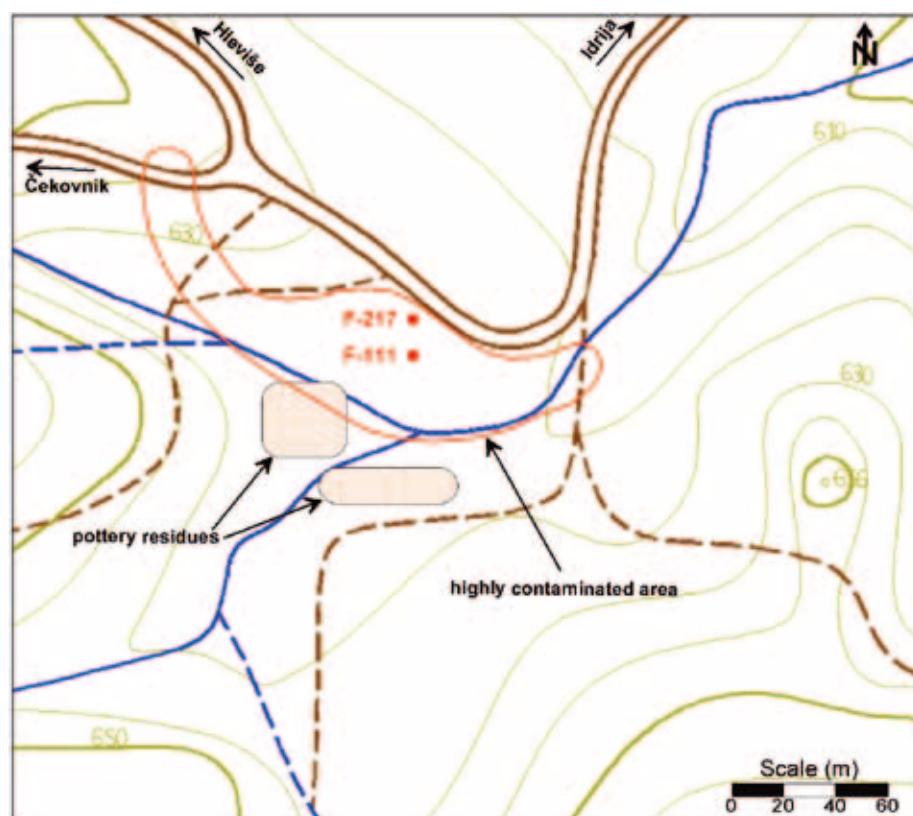 Hleviše
Idrija
N
610
Čekovnik
630
F-217
F-111
630
656
pottery residues
highly contaminated area
650
Scale (m)
0 20 40 60